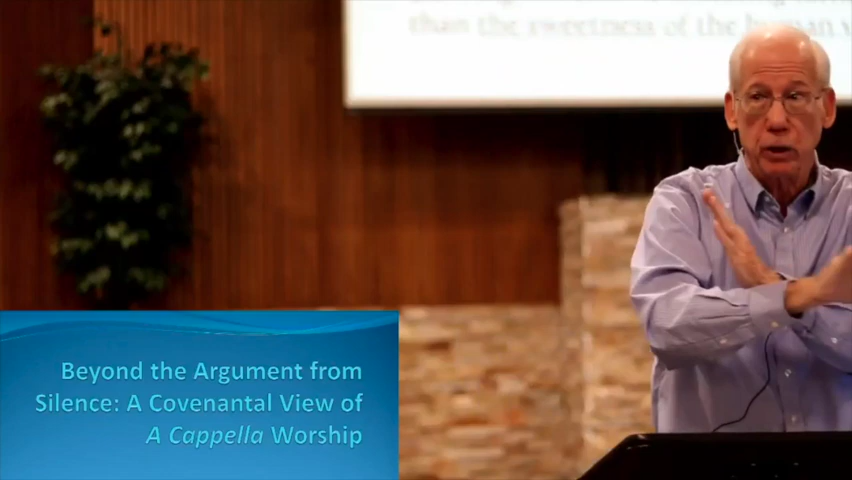 than the sweetness of the human
Beyond the Argument from
Silence: A Covenantal View of
A Cappella Worship